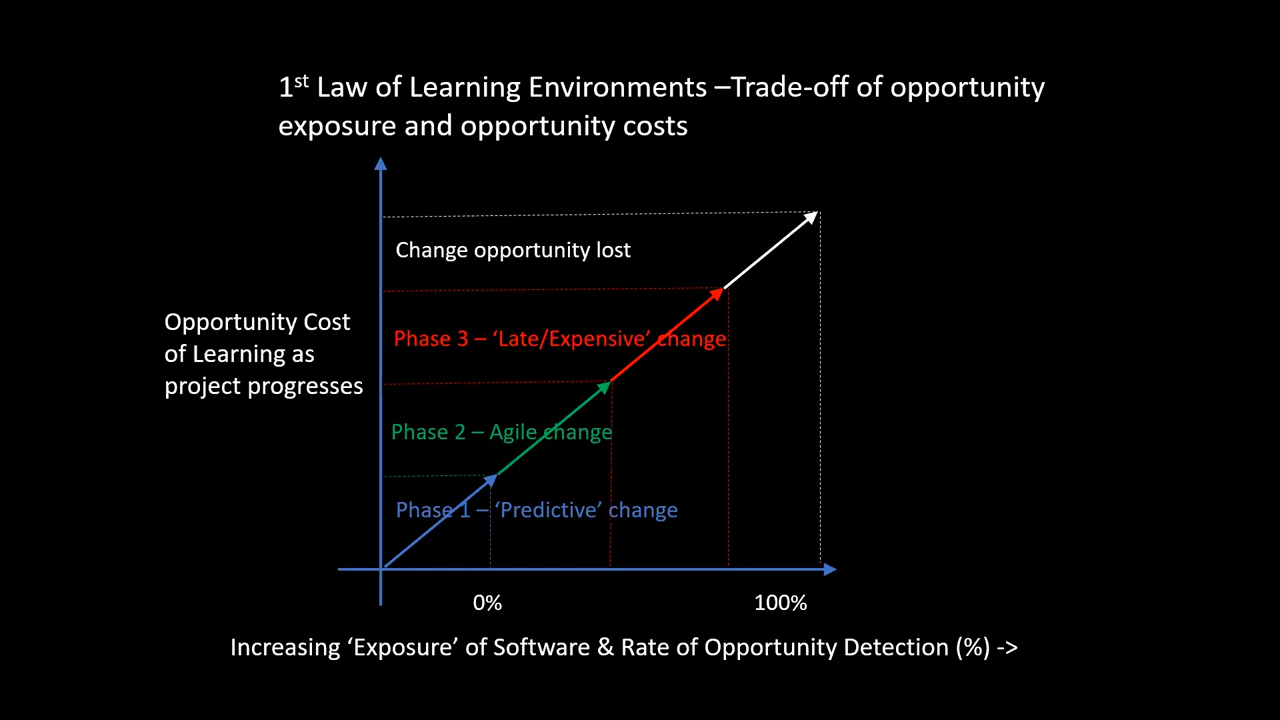 1st Law of Learning Environments –Trade-off of opportunity
exposure and opportunity costs
Change opportunity lost
Opportunity Cost
of Learning as
project progresses
Phase 3 – ‘Late/Expensive’ change
Phase 2 – Agile change
Phase 1 – ‘Predictive’ change
0%
100%
Increasing ‘Exposure’ of Software & Rate of Opportunity Detection (%) ->